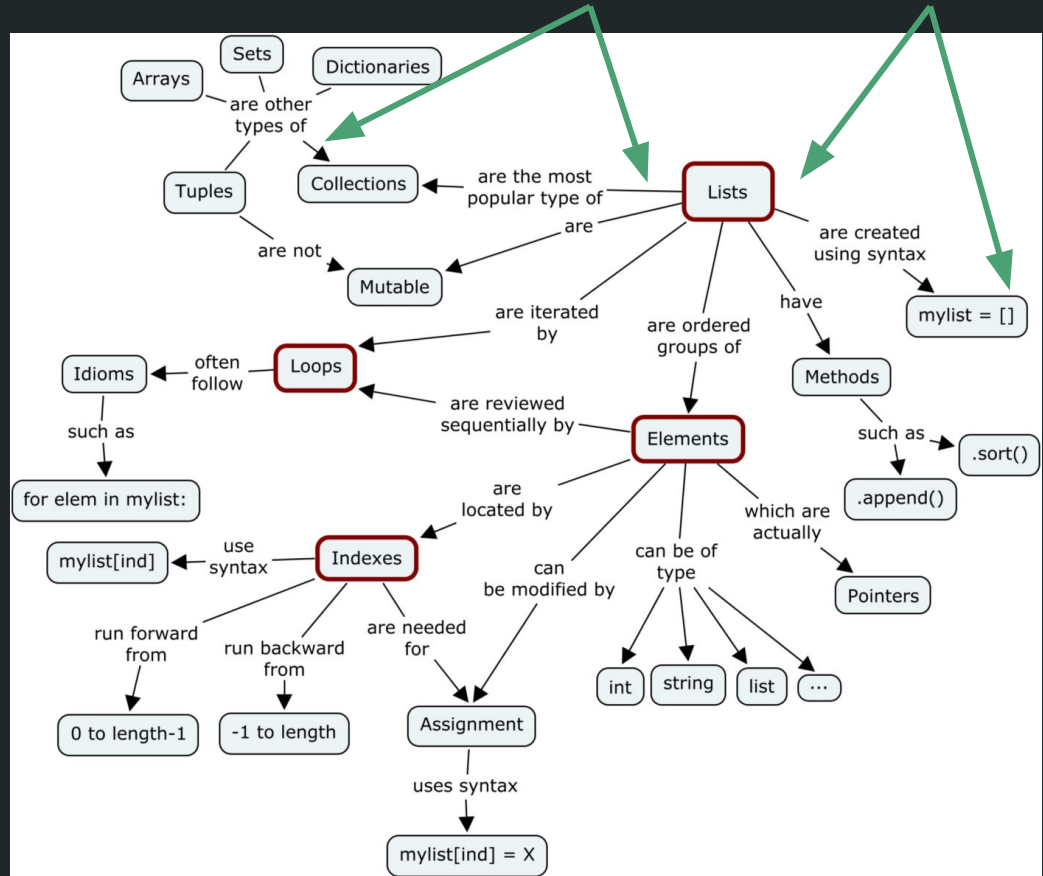 Sets
Arrays
Dictionaries
are other
types of
Tuples
Collections
are the most
popular type of
Lists
are
are not
Mutable
are created
using syntax
mylist = []
have
are iterated
by
are ordered
groups of
Methods
Idioms
often
follow
Loops
such as
are reviewed
sequentially by
Elements
such as
.sort()
.append()
for elem in mylist:
are
located by
which are
actually
mylist[ind]
use
syntax
Indexes
can
be modified by
can be of
type
Pointers
run forward
from
run backward
from
are needed
for
int
string
list
...
0 to length-1
-1 to length
Assignment
uses syntax
mylist[ind] = X